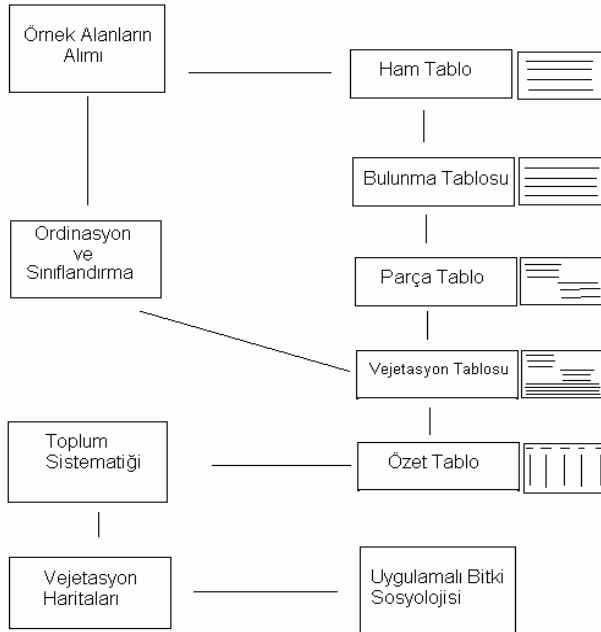 Örnek Alanların
Alımı
Ham Tablo
Bulunma Tablosu
Ordinasyon
ve
Sınıflandırma
Parça Tablo
Vejetasyon Tablosu
Toplum
Sistematiği
Özet Tablo
Vejetasyon
Haritaları
Uygulamalı Bitki
Sosyolojisi